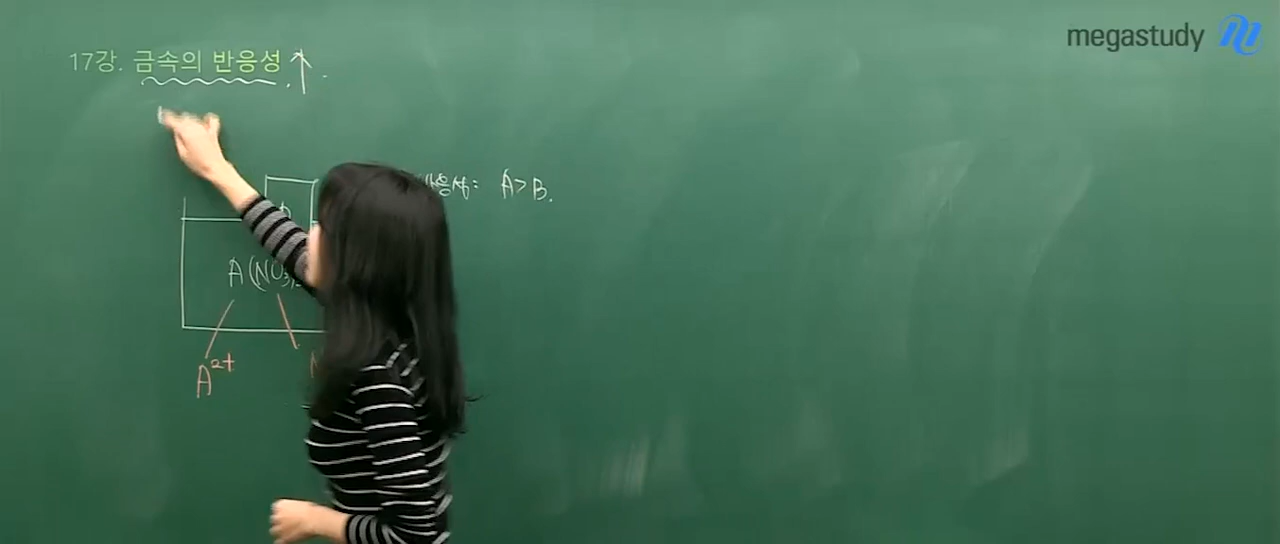 megastudy
17강. 금속의 반응성 ↑
반응성: A > B.
A(NO₃)
A²⁺